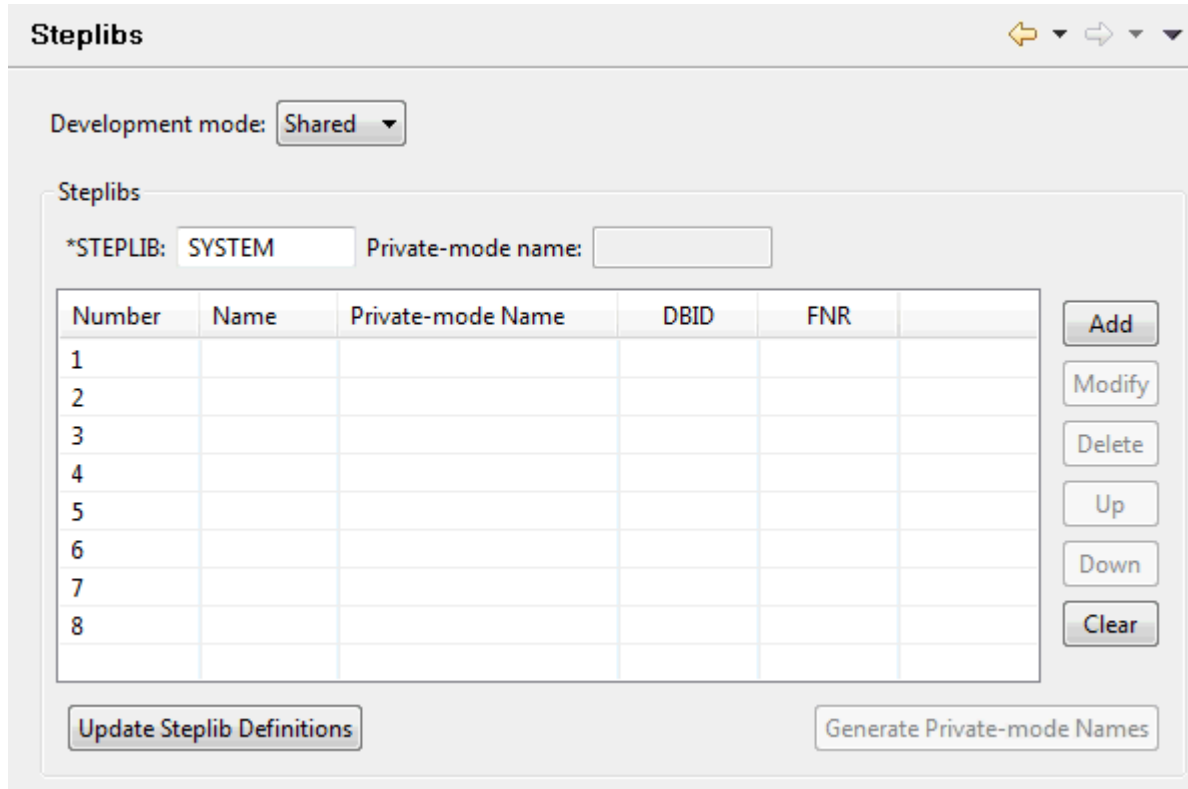 Steplibs
Development mode: Shared
Steplibs
*STEPLIB: SYSTEM Private-mode name:
Number Name Private-mode Name DBID FNR
Add
1
Modify
2
3
Delete
4
5
Up
6
Down
7
8
Clear
Update Steplib Definitions Generate Private-mode Names